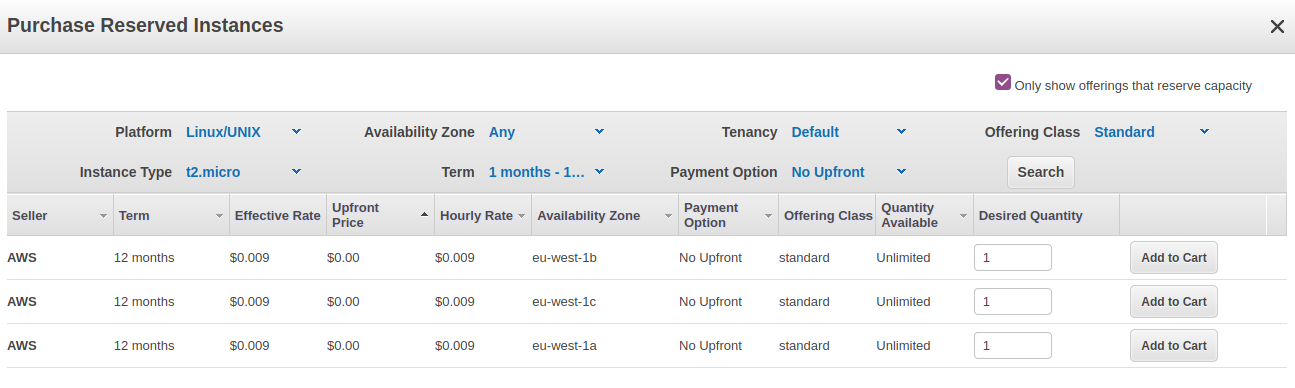 Purchase Reserved Instances
Only show offerings that reserve capacity
Platform Linux/UNIX Availability Zone Any Tenancy Default Offering Class Standard
Instance Type t2.micro Term 1 months - 1... Payment Option No Upfront Search
Seller Term Effective Rate Upfront Price Hourly Rate Availability Zone Payment Option Offering Class Quantity Available Desired Quantity
AWS 12 months $0.009 $0.00 $0.009 eu-west-1b No Upfront standard Unlimited 1 Add to Cart
AWS 12 months $0.009 $0.00 $0.009 eu-west-1c No Upfront standard Unlimited 1 Add to Cart
AWS 12 months $0.009 $0.00 $0.009 eu-west-1a No Upfront standard Unlimited 1 Add to Cart